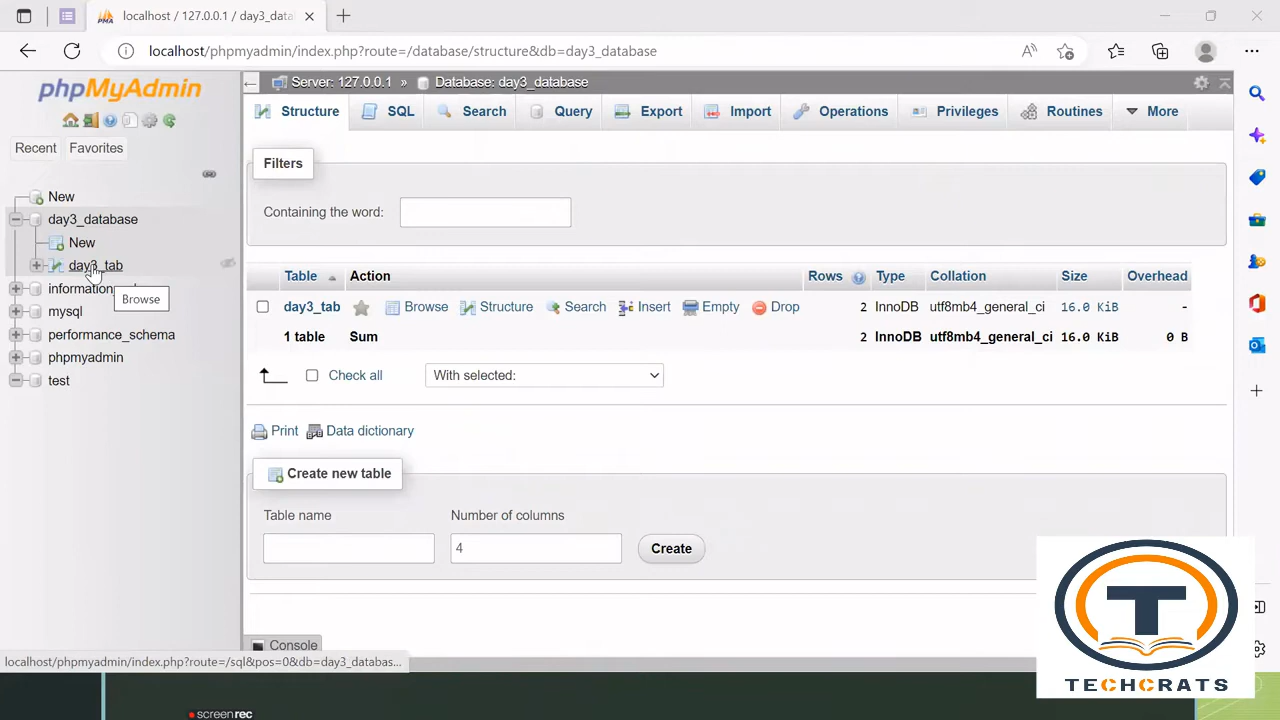 localhost / 127.0.0.1 / day3_datab
localhost/phpmyadmin/index.php?route=/database/structure&db=day3_database
phpMyAdmin
Recent Favorites
New
day3_database
New
day3_tab
Browse
mysql
performance_schema
phpmyadmin
test
Server: 127.0.0.1 » Database: day3_database
Structure SQL Search Query Export Import Operations Privileges Routines More
Filters
Containing the word:
Table Action Rows Type Collation Size Overhead
day3_tab Browse Structure Search Insert Empty Drop 2 InnoDB utf8mb4_general_ci 16.0 KiB -
1 table Sum 2 InnoDB utf8mb4_general_ci 16.0 KiB 0 B
Check all With selected:
Print Data dictionary
Create new table
Table name Number of columns
4 Create
Console
localhost/phpmyadmin/index.php?route=/sql&pos=0&db=day3_databas...
T
TECHCRATS
screenrec